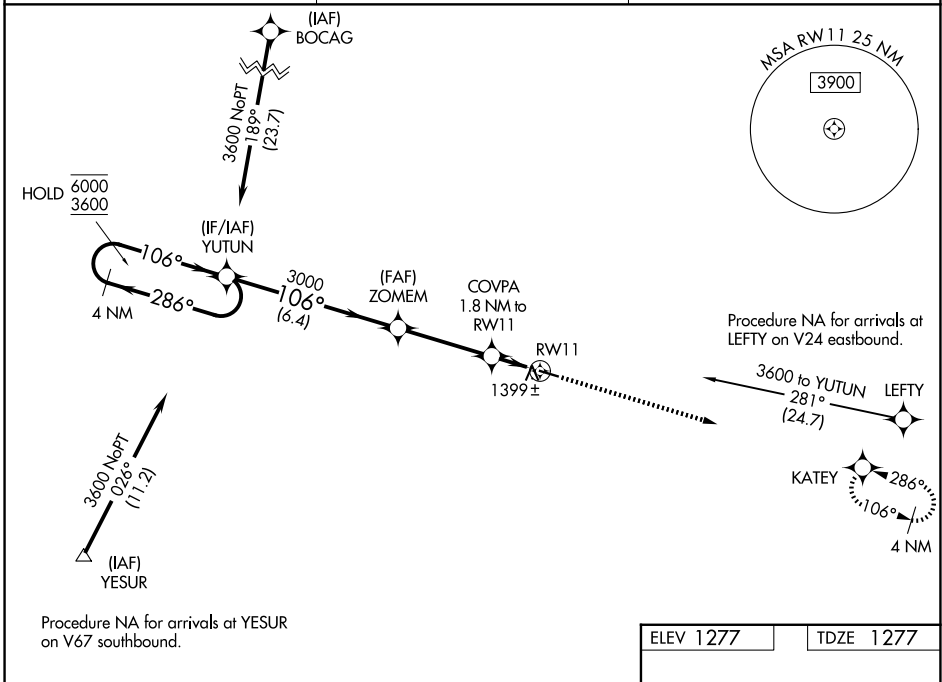 (IAF)
BOCAG
MSA RW11 25 NM
3900
3600 NoPT
189°
(23.7)
HOLD 6000
3600
(IF/IAF)
YUTUN
106°
286°
4 NM
3000
106°
(6.4)
(FAF)
ZOMEM
COVPA
1.8 NM to
RW11
RW11
1399±
Procedure NA for arrivals at
LEFTY on V24 eastbound.
3600 to YUTUN
281°
(24.7)
LEFTY
KATEY
286°
106°
4 NM
3600 NoPT
026°
(11.2)
(IAF)
YESUR
Procedure NA for arrivals at YESUR
on V67 southbound.
ELEV 1277
TDZE 1277